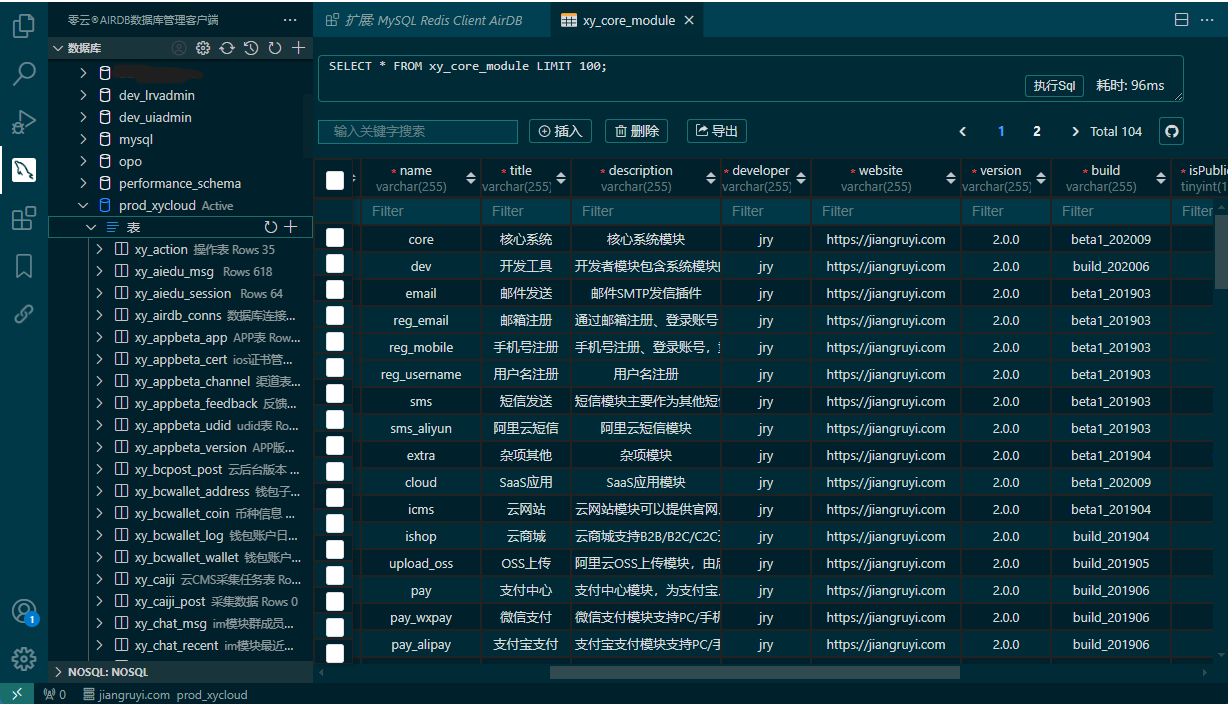 零云®AIRDB数据库管理客户端 ···
扩展: MySQL Redis Client AirDB
xy_core_module
数据库
dev_lrvadmin
dev_uiadmin
mysql
opo
performance_schema
prod_xycloud Active
表
xy_action 操作表 Rows 35
xy_aiedu_msg Rows 618
xy_aiedu_session Rows 64
xy_airdb_conns 数据库连接...
xy_appbeta_app APP表 Row...
xy_appbeta_cert ios证书管...
xy_appbeta_channel 渠道表...
xy_appbeta_feedback 反馈...
xy_appbeta_udid udid表 Ro...
xy_appbeta_version APP版...
xy_bcpost_post 云后台版本 ...
xy_bcwallet_address 钱包子...
xy_bcwallet_coin 币种信息 ...
xy_bcwallet_log 钱包账户日...
xy_bcwallet_wallet 钱包账户...
xy_caiji 云CMS采集任务表 Ro...
xy_caiji_post 采集数据 Rows 0
xy_chat_msg im模块群成员...
xy_chat_recent im模块最近...
NOSQL: NOSQL
SELECT * FROM xy_core_module LIMIT 100;
执行Sql 耗时: 96ms
输入关键字搜索 插入 删除 导出 1 2 Total 104
* name * title * description * developer * website * version * build * isPublic
varchar(255) varchar(255) varchar(255) varchar(255) varchar(255) varchar(255) varchar(255) tinyint(1
Filter Filter Filter Filter Filter Filter Filter Filter
core 核心系统 核心系统模块 jry https://jiangruyi.com 2.0.0 beta1_202009
dev 开发工具 开发者模块包含系统模块 jry https://jiangruyi.com 2.0.0 build_202006
email 邮件发送 邮件SMTP发信插件 jry https://jiangruyi.com 2.0.0 beta1_201903
reg_email 邮箱注册 通过邮箱注册、登录账号 jry https://jiangruyi.com 2.0.0 beta1_201903
reg_mobile 手机号注册 手机号注册、登录账号， jry https://jiangruyi.com 2.0.0 beta1_201903
reg_username 用户名注册 用户名注册 jry https://jiangruyi.com 2.0.0 beta1_201903
sms 短信发送 短信模块主要作为其他短 jry https://jiangruyi.com 2.0.0 beta1_201903
sms_aliyun 阿里云短信 阿里云短信模块 jry https://jiangruyi.com 2.0.0 beta1_201903
extra 杂项其他 杂项模块 jry https://jiangruyi.com 2.0.0 beta1_201904
cloud SaaS应用 SaaS应用模块 jry https://jiangruyi.com 2.0.0 beta1_202009
icms 云网站 云网站模块可以提供官网 jry https://jiangruyi.com 2.0.0 beta1_201904
ishop 云商城 云商城支持B2B/B2C/C2C jry https://jiangruyi.com 2.0.0 build_201904
upload_oss OSS上传 阿里云OSS上传模块，由 jry https://jiangruyi.com 2.0.0 build_201905
pay 支付中心 支付中心模块，为支付宝 jry https://jiangruyi.com 2.0.0 build_201906
pay_wxpay 微信支付 微信支付模块支持PC/手机 jry https://jiangruyi.com 2.0.0 build_201906
pay_alipay 支付宝支付 支付宝支付模块支持PC/手 jry https://jiangruyi.com 2.0.0 build_201906
1
0 jiangruyi.com prod_xycloud